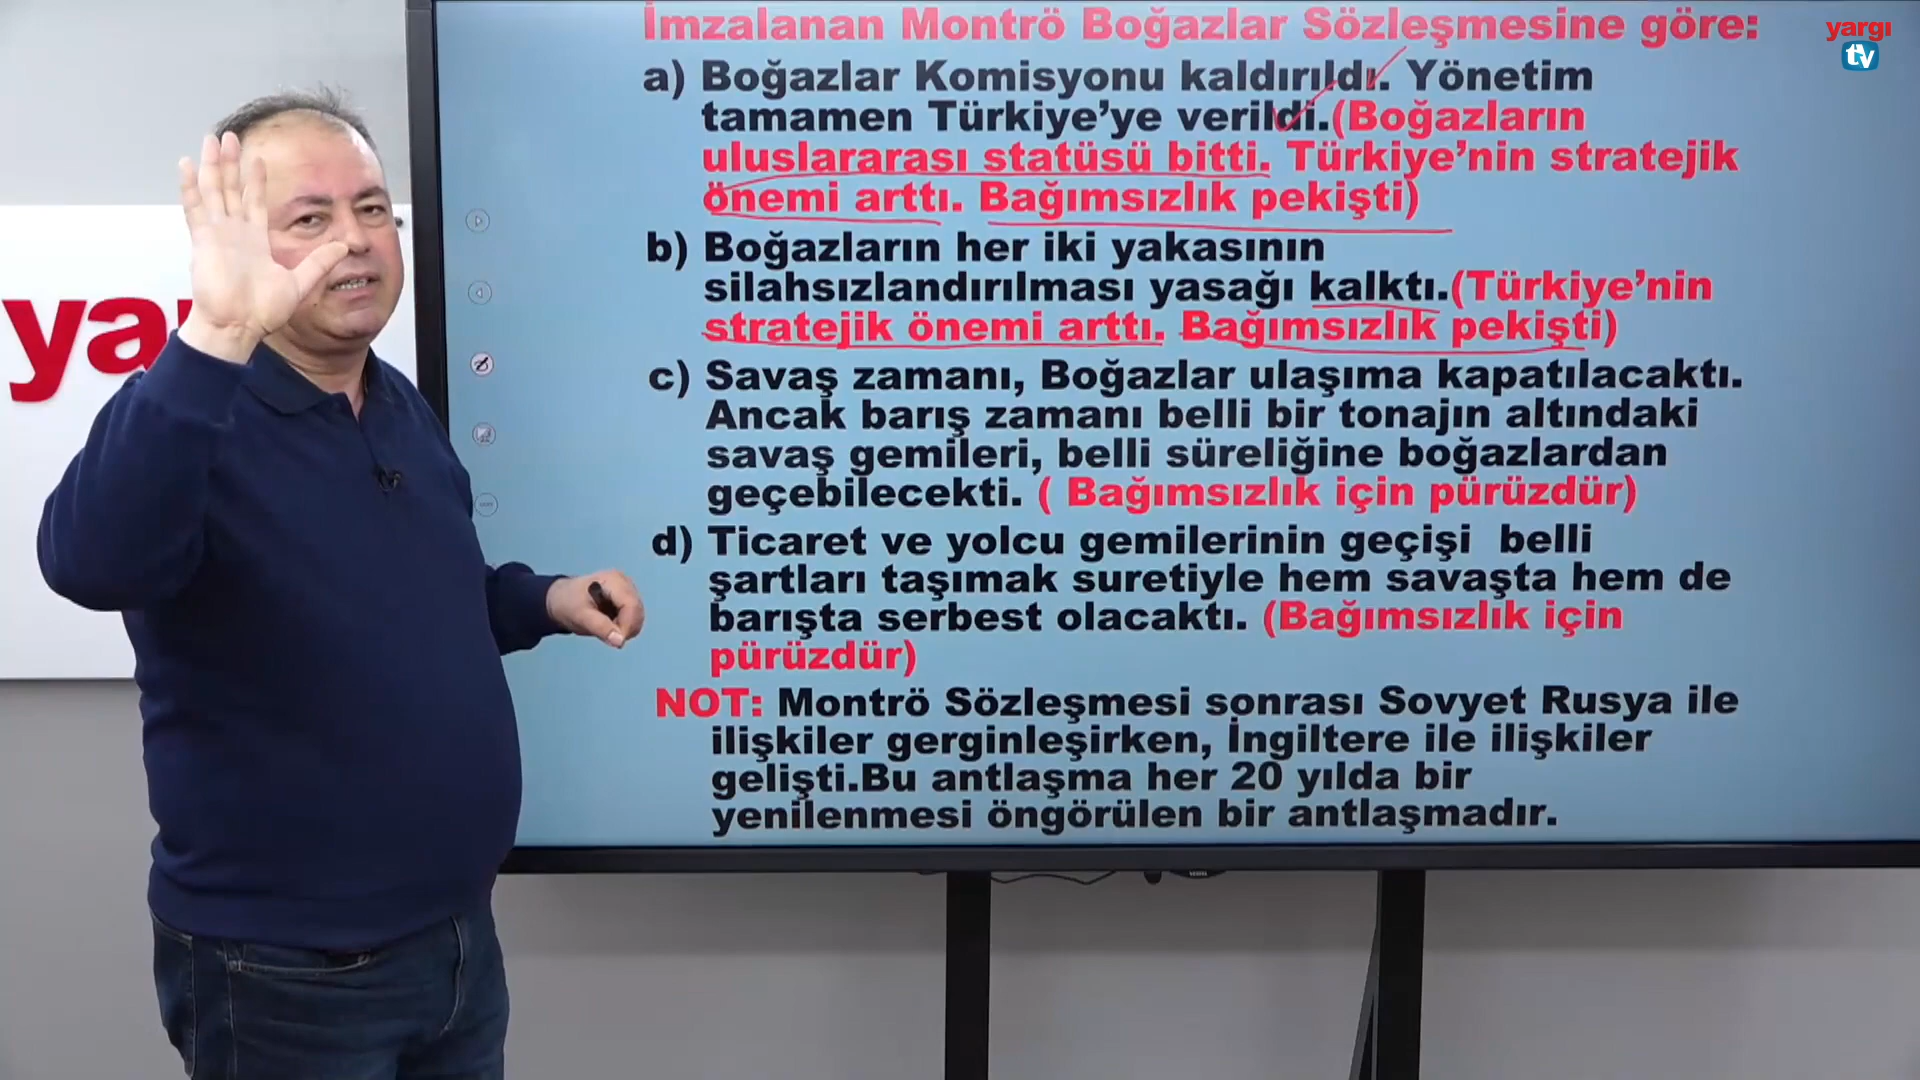 yargı
tv
ya
İmzalanan Montrö Boğazlar Sözleşmesine göre:
a) Boğazlar Komisyonu kaldırıldı. Yönetim
tamamen Türkiye’ye verildi.(Boğazların
uluslararası statüsü bitti. Türkiye’nin stratejik
önemi arttı. Bağımsızlık pekişti)
b) Boğazların her iki yakasının
silahsızlandırılması yasağı kalktı.(Türkiye’nin
stratejik önemi arttı. Bağımsızlık pekişti)
c) Savaş zamanı, Boğazlar ulaşıma kapatılacaktı.
Ancak barış zamanı belli bir tonajın altındaki
savaş gemileri, belli süreliğine boğazlardan
geçebilecekti. ( Bağımsızlık için pürüzdür)
d) Ticaret ve yolcu gemilerinin geçişi belli
şartları taşımak suretiyle hem savaşta hem de
barışta serbest olacaktı. (Bağımsızlık için
pürüzdür)
NOT: Montrö Sözleşmesi sonrası Sovyet Rusya ile
ilişkiler gerginleşirken, İngiltere ile ilişkiler
gelişti.Bu antlaşma her 20 yılda bir
yenilenmesi öngörülen bir antlaşmadır.